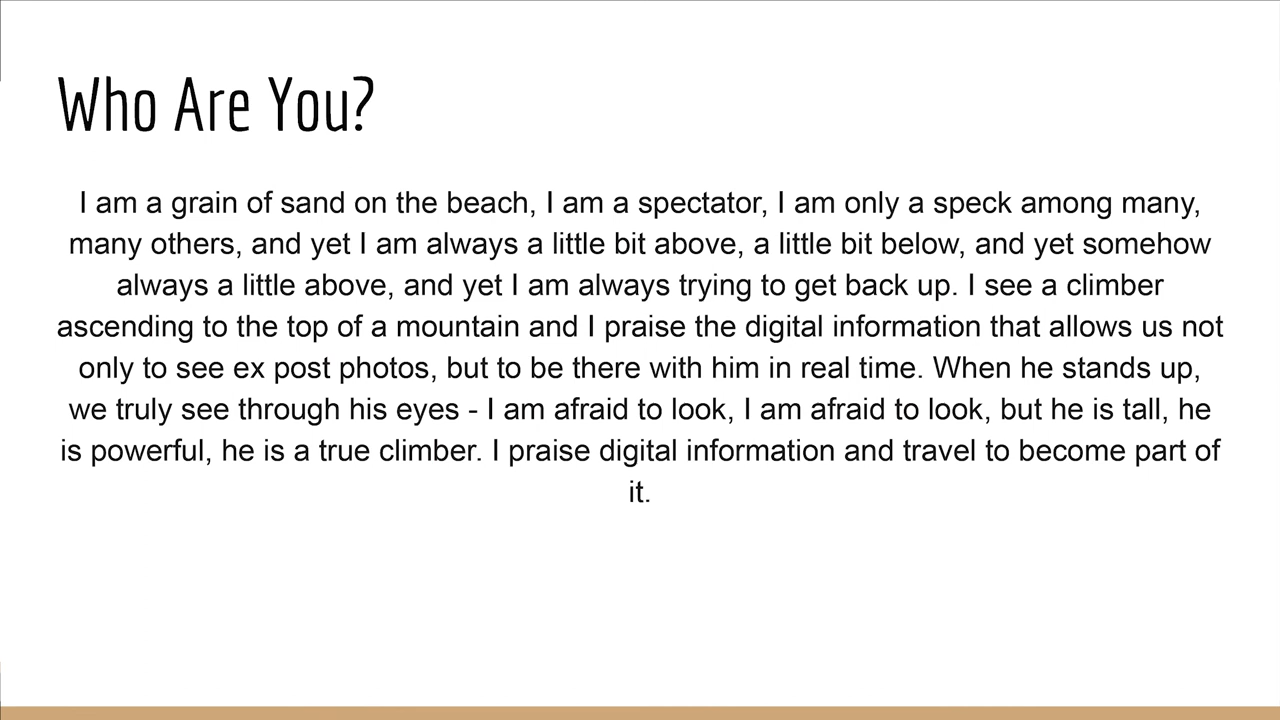 Who Are You?
I am a grain of sand on the beach, I am a spectator, I am only a speck among many,
many others, and yet I am always a little bit above, a little bit below, and yet somehow
always a little above, and yet I am always trying to get back up. I see a climber
ascending to the top of a mountain and I praise the digital information that allows us not
only to see ex post photos, but to be there with him in real time. When he stands up,
we truly see through his eyes - I am afraid to look, I am afraid to look, but he is tall, he
is powerful, he is a true climber. I praise digital information and travel to become part of
it.